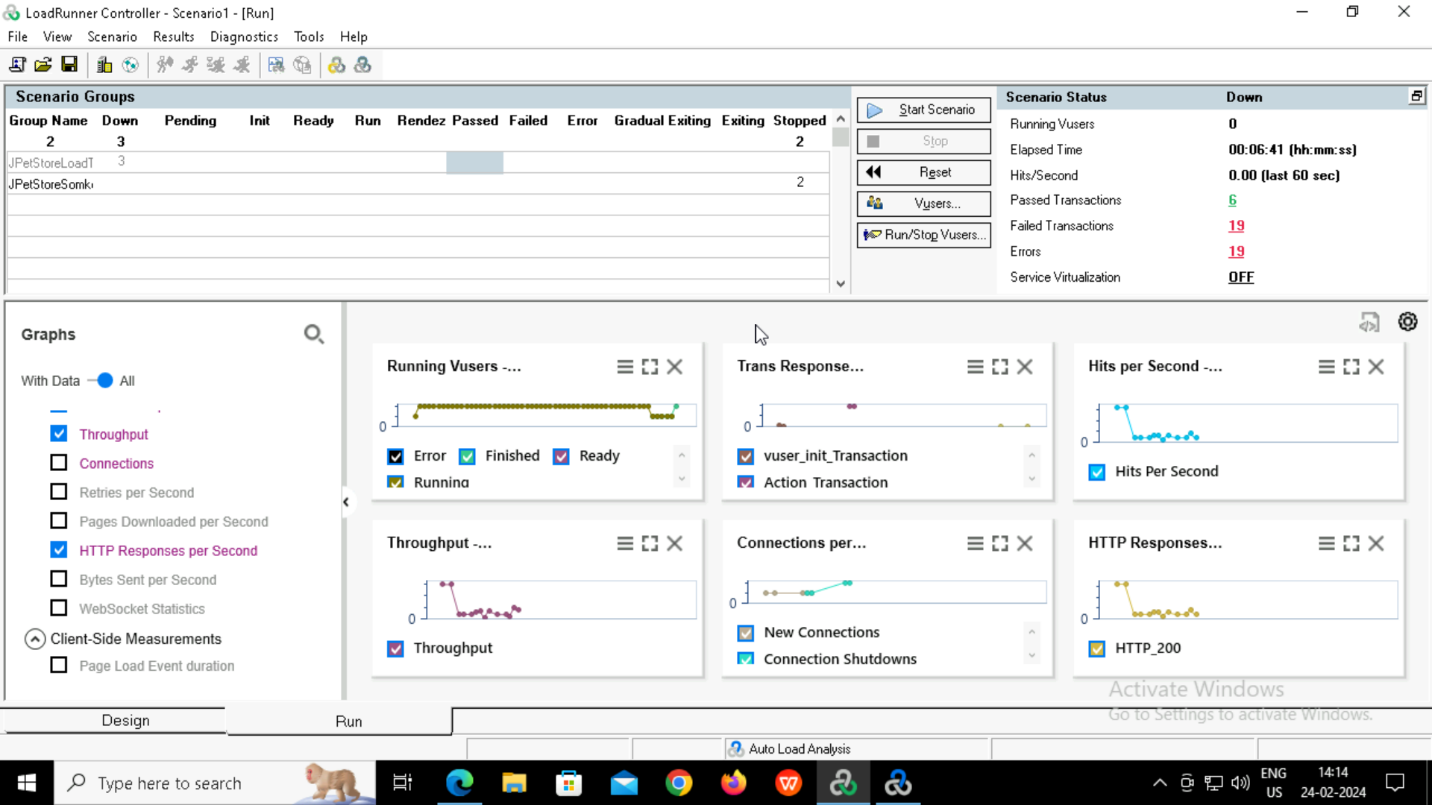 LoadRunner Controller - Scenario1 - [Run]
File View Scenario Results Diagnostics Tools Help
Scenario Groups
Group Name Down Pending Init Ready Run Rendez Passed Failed Error Gradual Exiting Exiting Stopped
2 3 2
JPetStoreLoadT 3
JPetStoreSomk 2
Start Scenario
Stop
Reset
Vusers...
Run/Stop Vusers...
Scenario Status Down
Running Vusers 0
Elapsed Time 00:06:41 (hh:mm:ss)
Hits/Second 0.00 (last 60 sec)
Passed Transactions 6
Failed Transactions 19
Errors 19
Service Virtualization OFF
Graphs
With Data All
Throughput
Connections
Retries per Second
Pages Downloaded per Second
HTTP Responses per Second
Bytes Sent per Second
WebSocket Statistics
Client-Side Measurements
Page Load Event duration
Running Vusers -...
0
Error Finished Ready
Running
Trans Response...
0
vuser_init_Transaction
Action_Transaction
Hits per Second -...
0
Hits Per Second
Throughput -...
0
Throughput
Connections per...
0
New Connections
Connection Shutdowns
HTTP Responses...
0
HTTP_200
Activate Windows
Go to Settings to activate Windows.
Design Run
Auto Load Analysis
Type here to search
ENG
US
14:14
24-02-2024